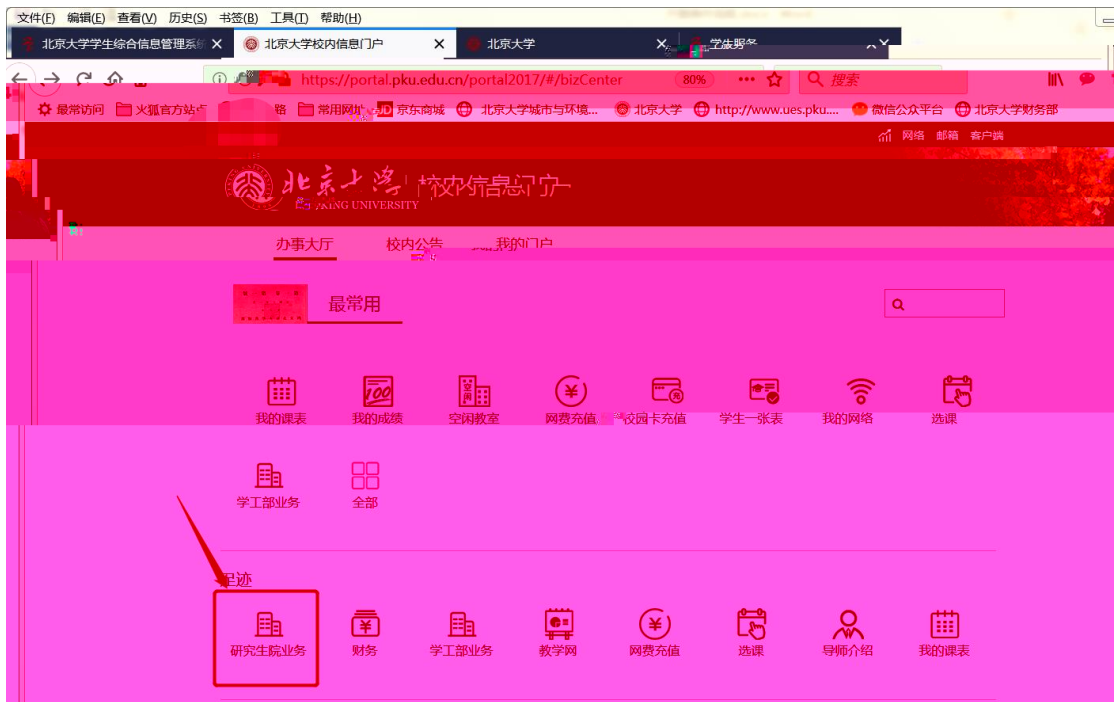 文件(F) 编辑(E) 查看(V) 历史(S) 书签(B) 工具(T) 帮助(H)
北京大学学生综合信息管理系统 北京大学校内信息门户 北京大学
https://portal.pku.edu.cn/portal2017/#/bizCenter 80% 搜索
最常访问 火狐官方站点 常用网址 JD 京东商城 北京大学城市与环境... 北京大学 http://www.ues.pku.... 微信公众平台 北京大学财务部
网络 邮箱 客户端
北京大学 校内信息门户
PEKING UNIVERSITY
办事大厅 校内公告 我的门户
最常用
我的课表 我的成绩 空闲教室 网费充值 校园卡充值 学生一张表 我的网络 选课
学工部业务 全部
足迹
研究生院业务 财务 学工部业务 教学网 网费充值 选课 导师介绍 我的课表